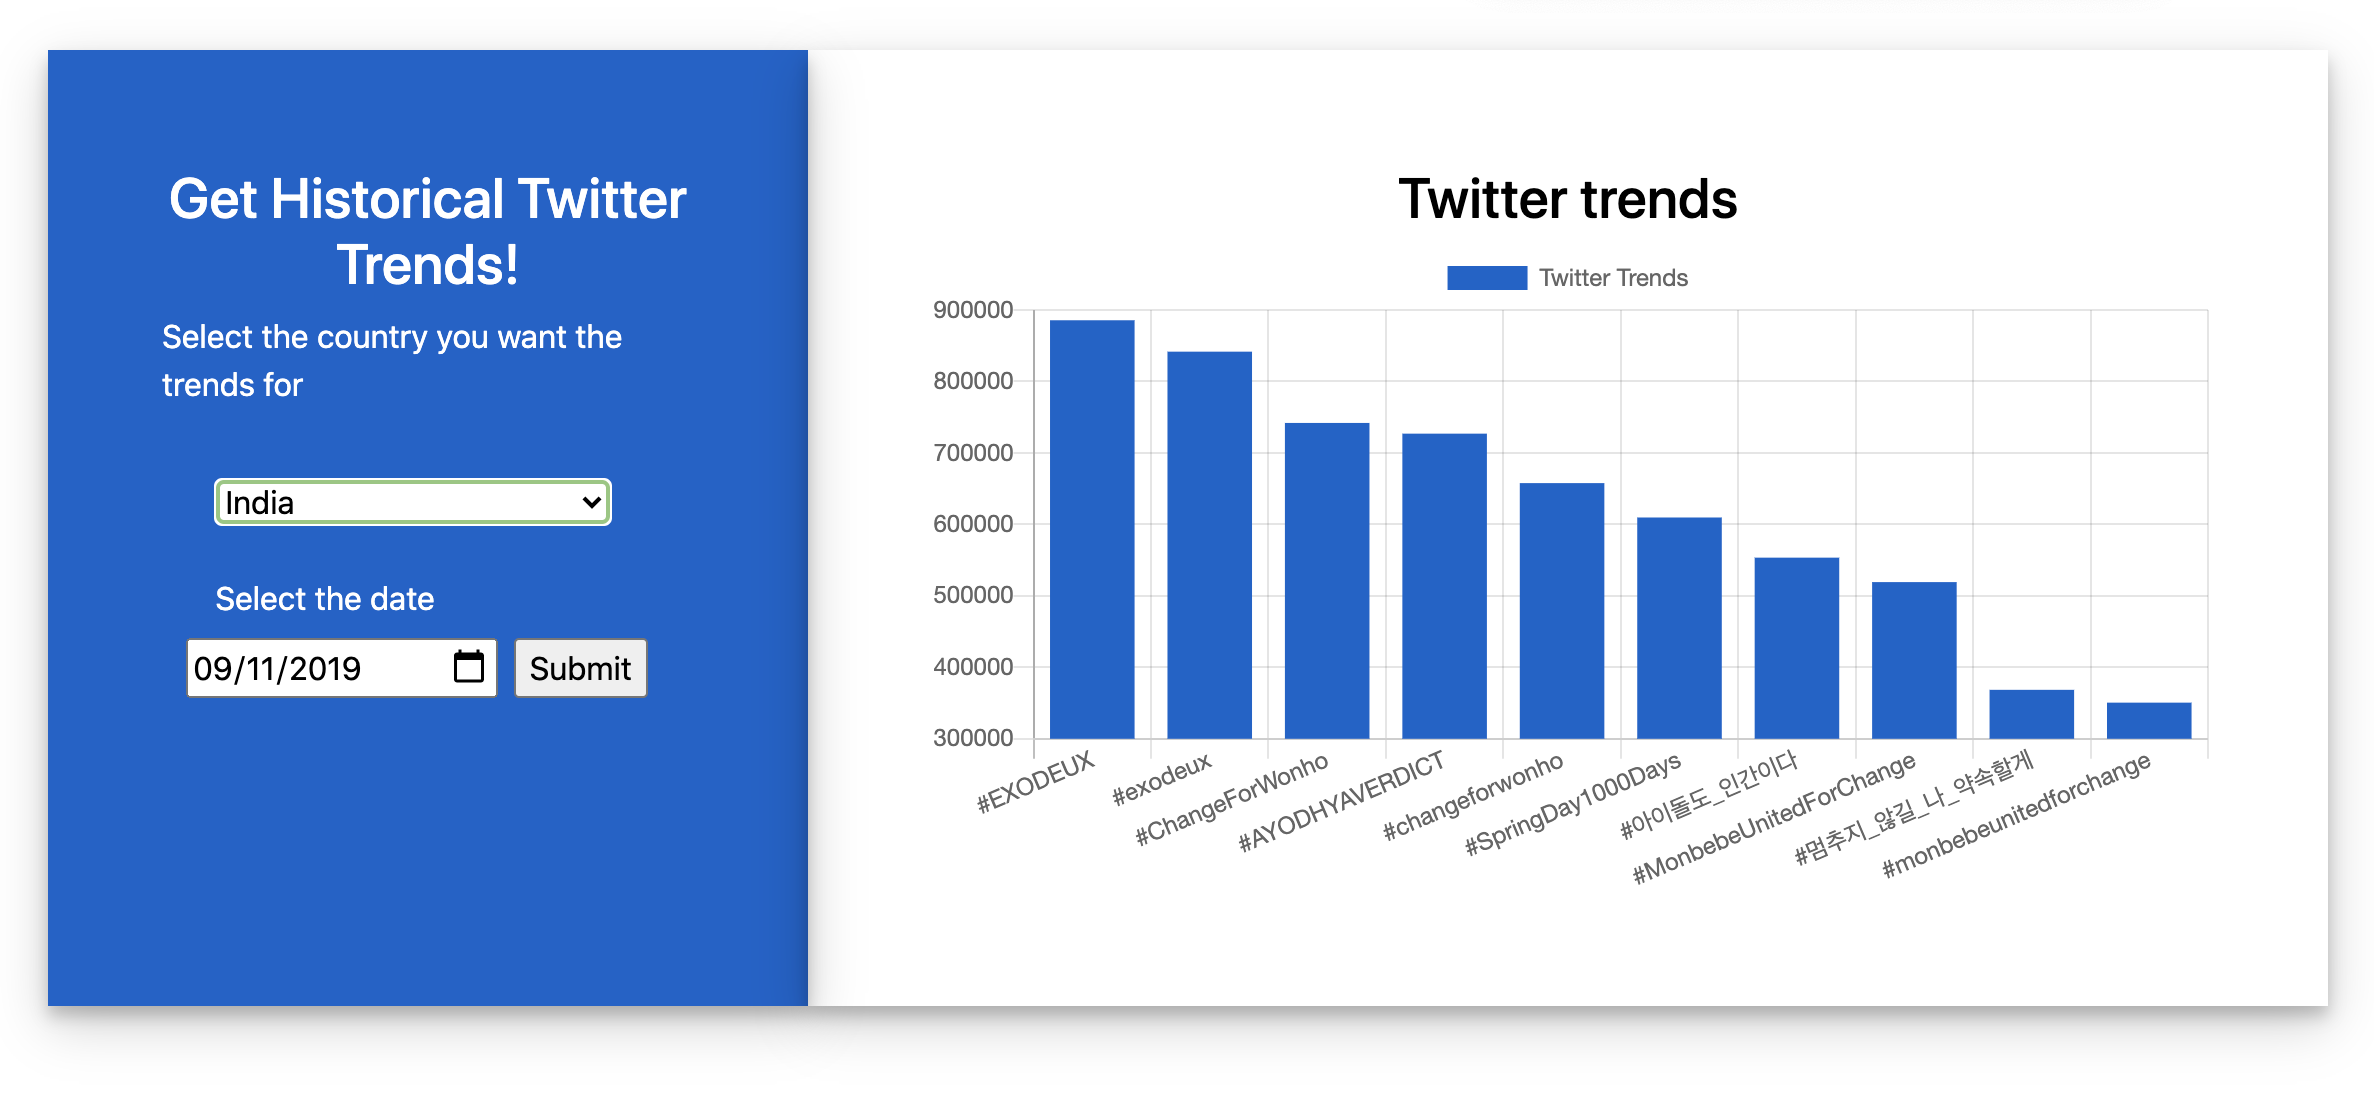 Get Historical Twitter
Trends!
Select the country you want the
trends for
India
Select the date
09/11/2019
Submit
Twitter trends
Twitter Trends
900000
800000
700000
600000
500000
400000
300000
#EXODEUX
#exodeux
#ChangeForWonho
#AYODHYAVERDICT
#changeforwonho
#SpringDay1000Days
#아이돌도_인간이다
#MonbebeUnitedForChange
#멈추지_않길_나_약속할게
#monbebeunitedforchange